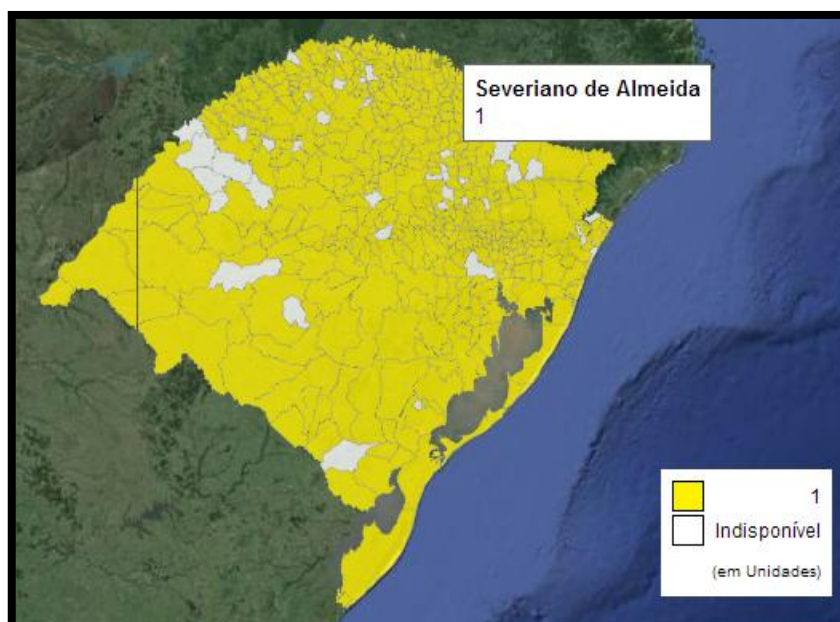 Severiano de Almeida
1
1
Indisponível
(em Unidades)